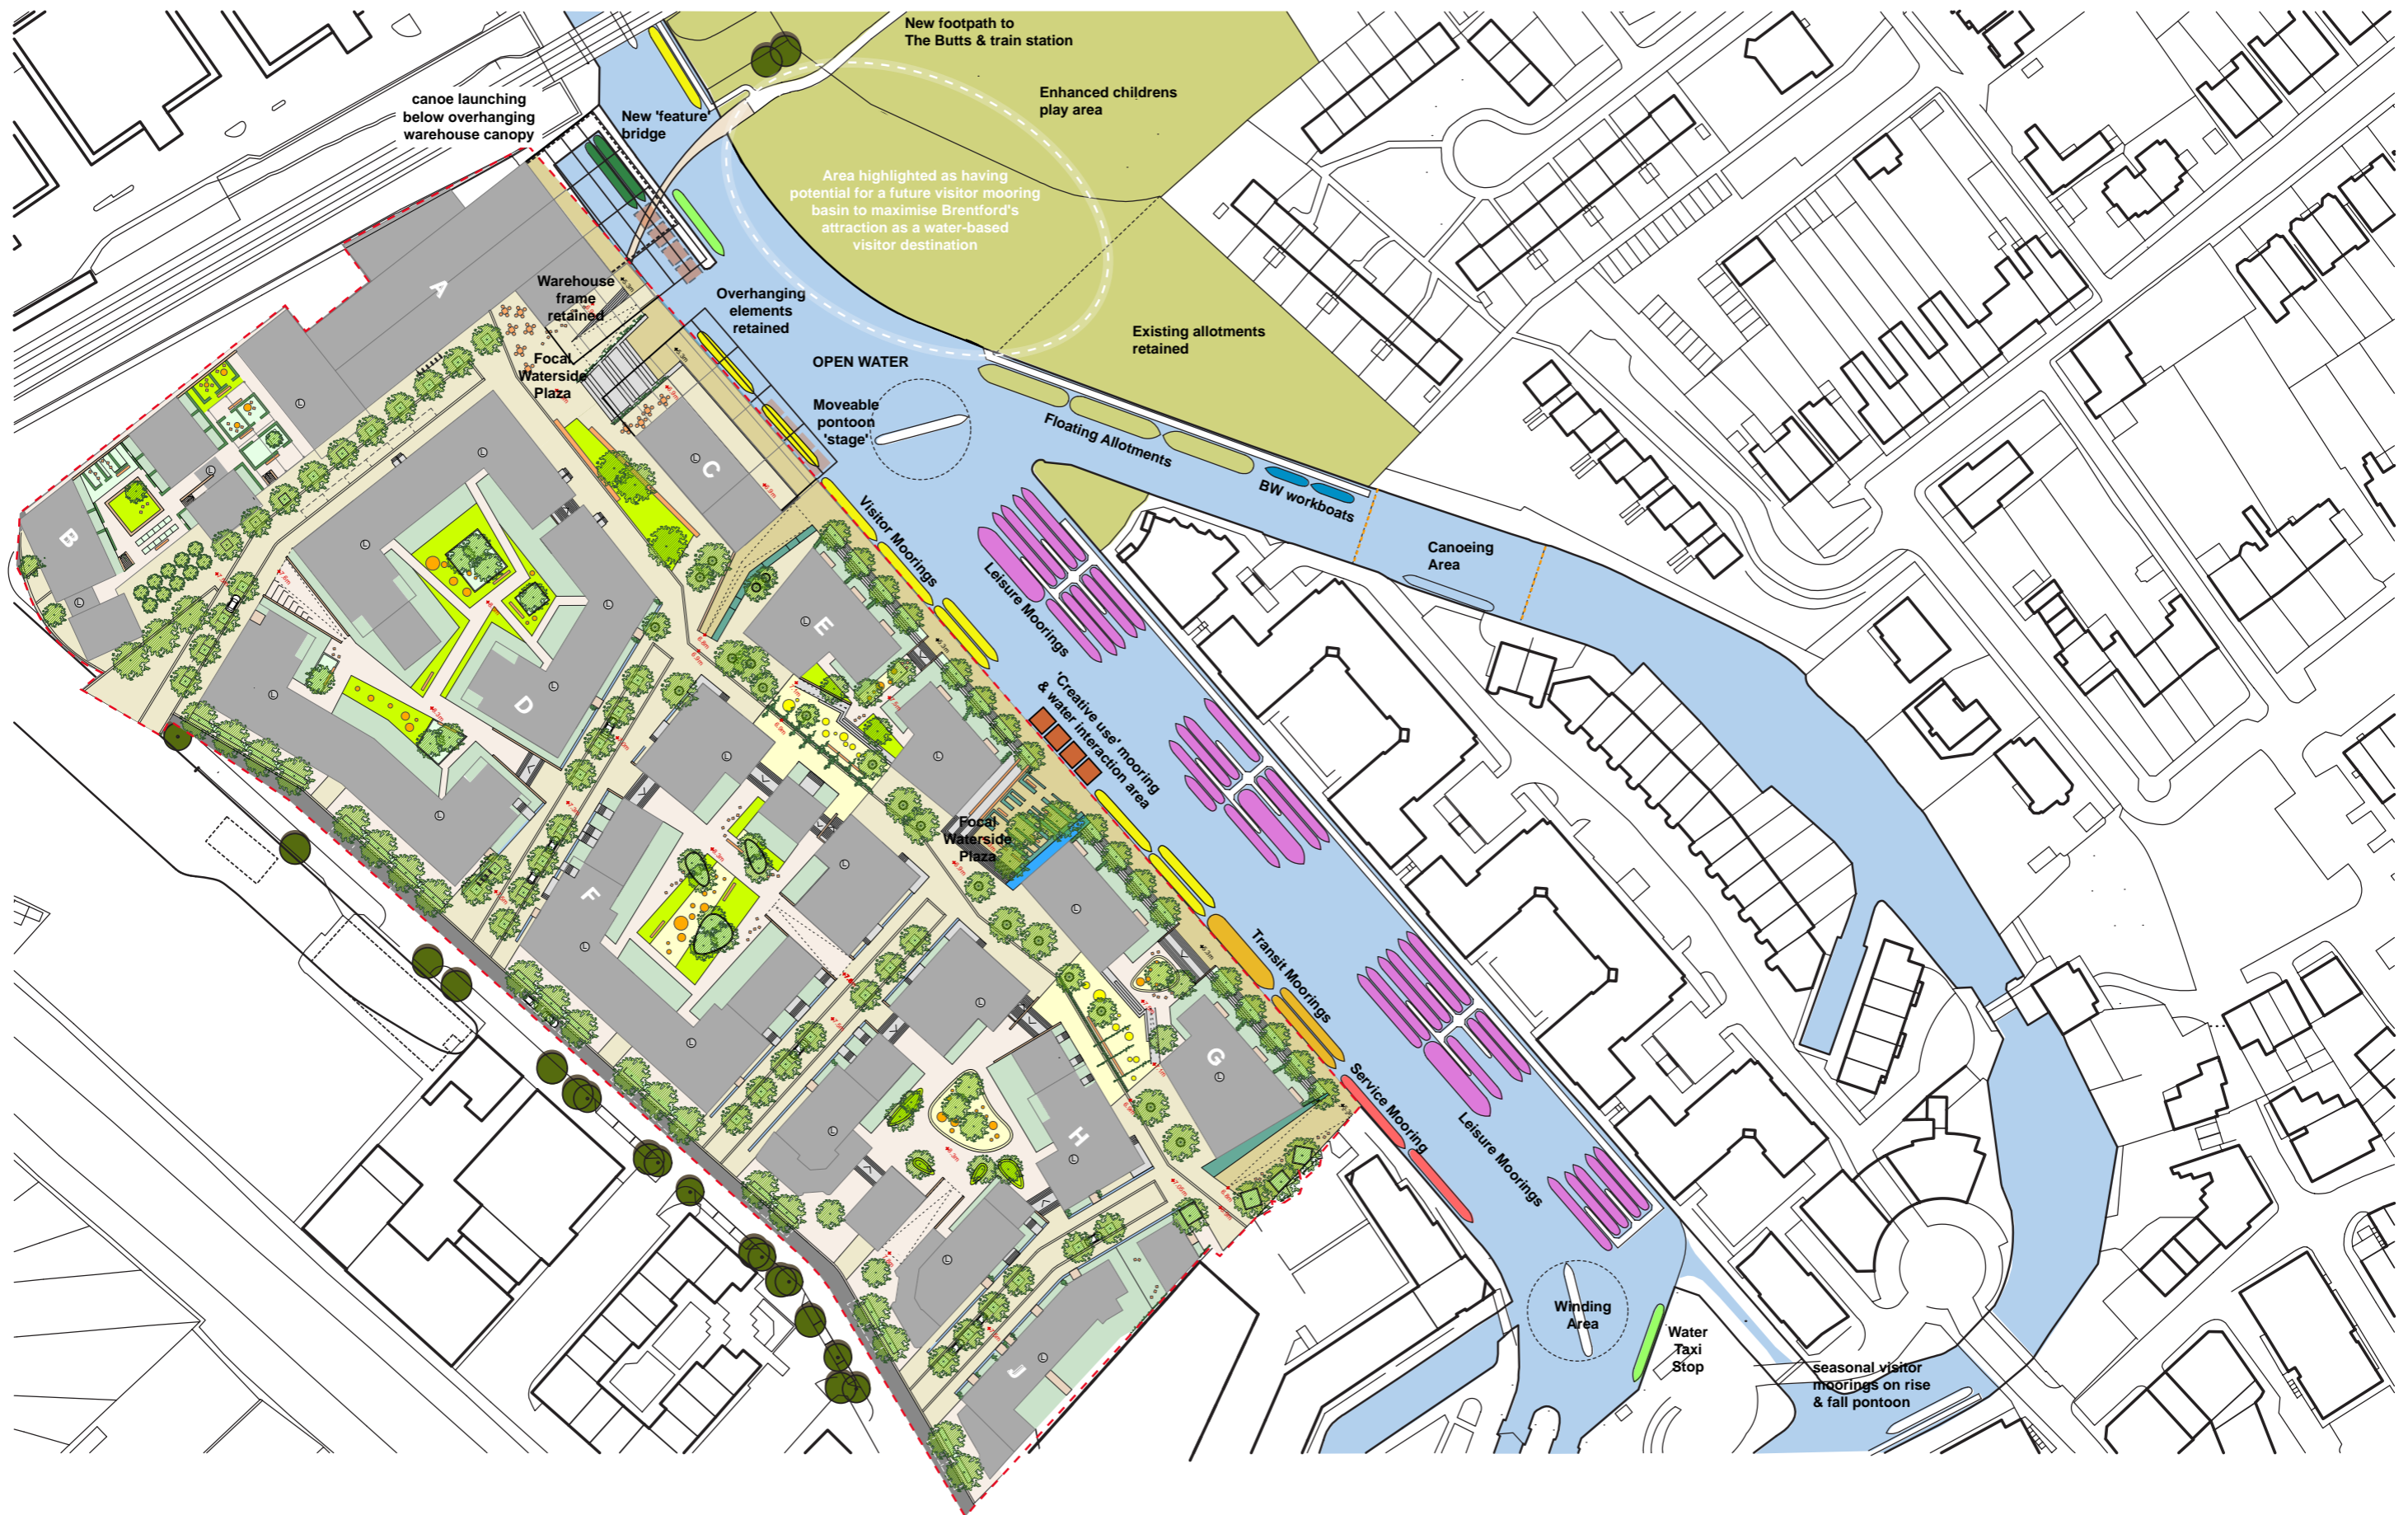 New footpath to
The Butts & train station
Enhanced childrens
play area
canoe launching
below overhanging
warehouse canopy
New 'feature'
bridge
Area highlighted as having
potential for a future visitor mooring
basin to maximise Brentford's
attraction as a water-based
visitor destination
Warehouse
frame
retained
Overhanging
elements
retained
Existing allotments
retained
OPEN WATER
Focal
Waterside
Plaza
Moveable
pontoon
'stage'
Floating Allotments
BW workboats
Canoeing
Area
Visitor Moorings
Leisure Moorings
'Creative use' mooring
& water interaction area
Focal
Waterside
Plaza
Transit Moorings
Service Mooring
Leisure Moorings
Winding
Area
Water
Taxi
Stop
seasonal visitor
moorings on rise
& fall pontoon
A
B
C
D
E
F
G
H
J